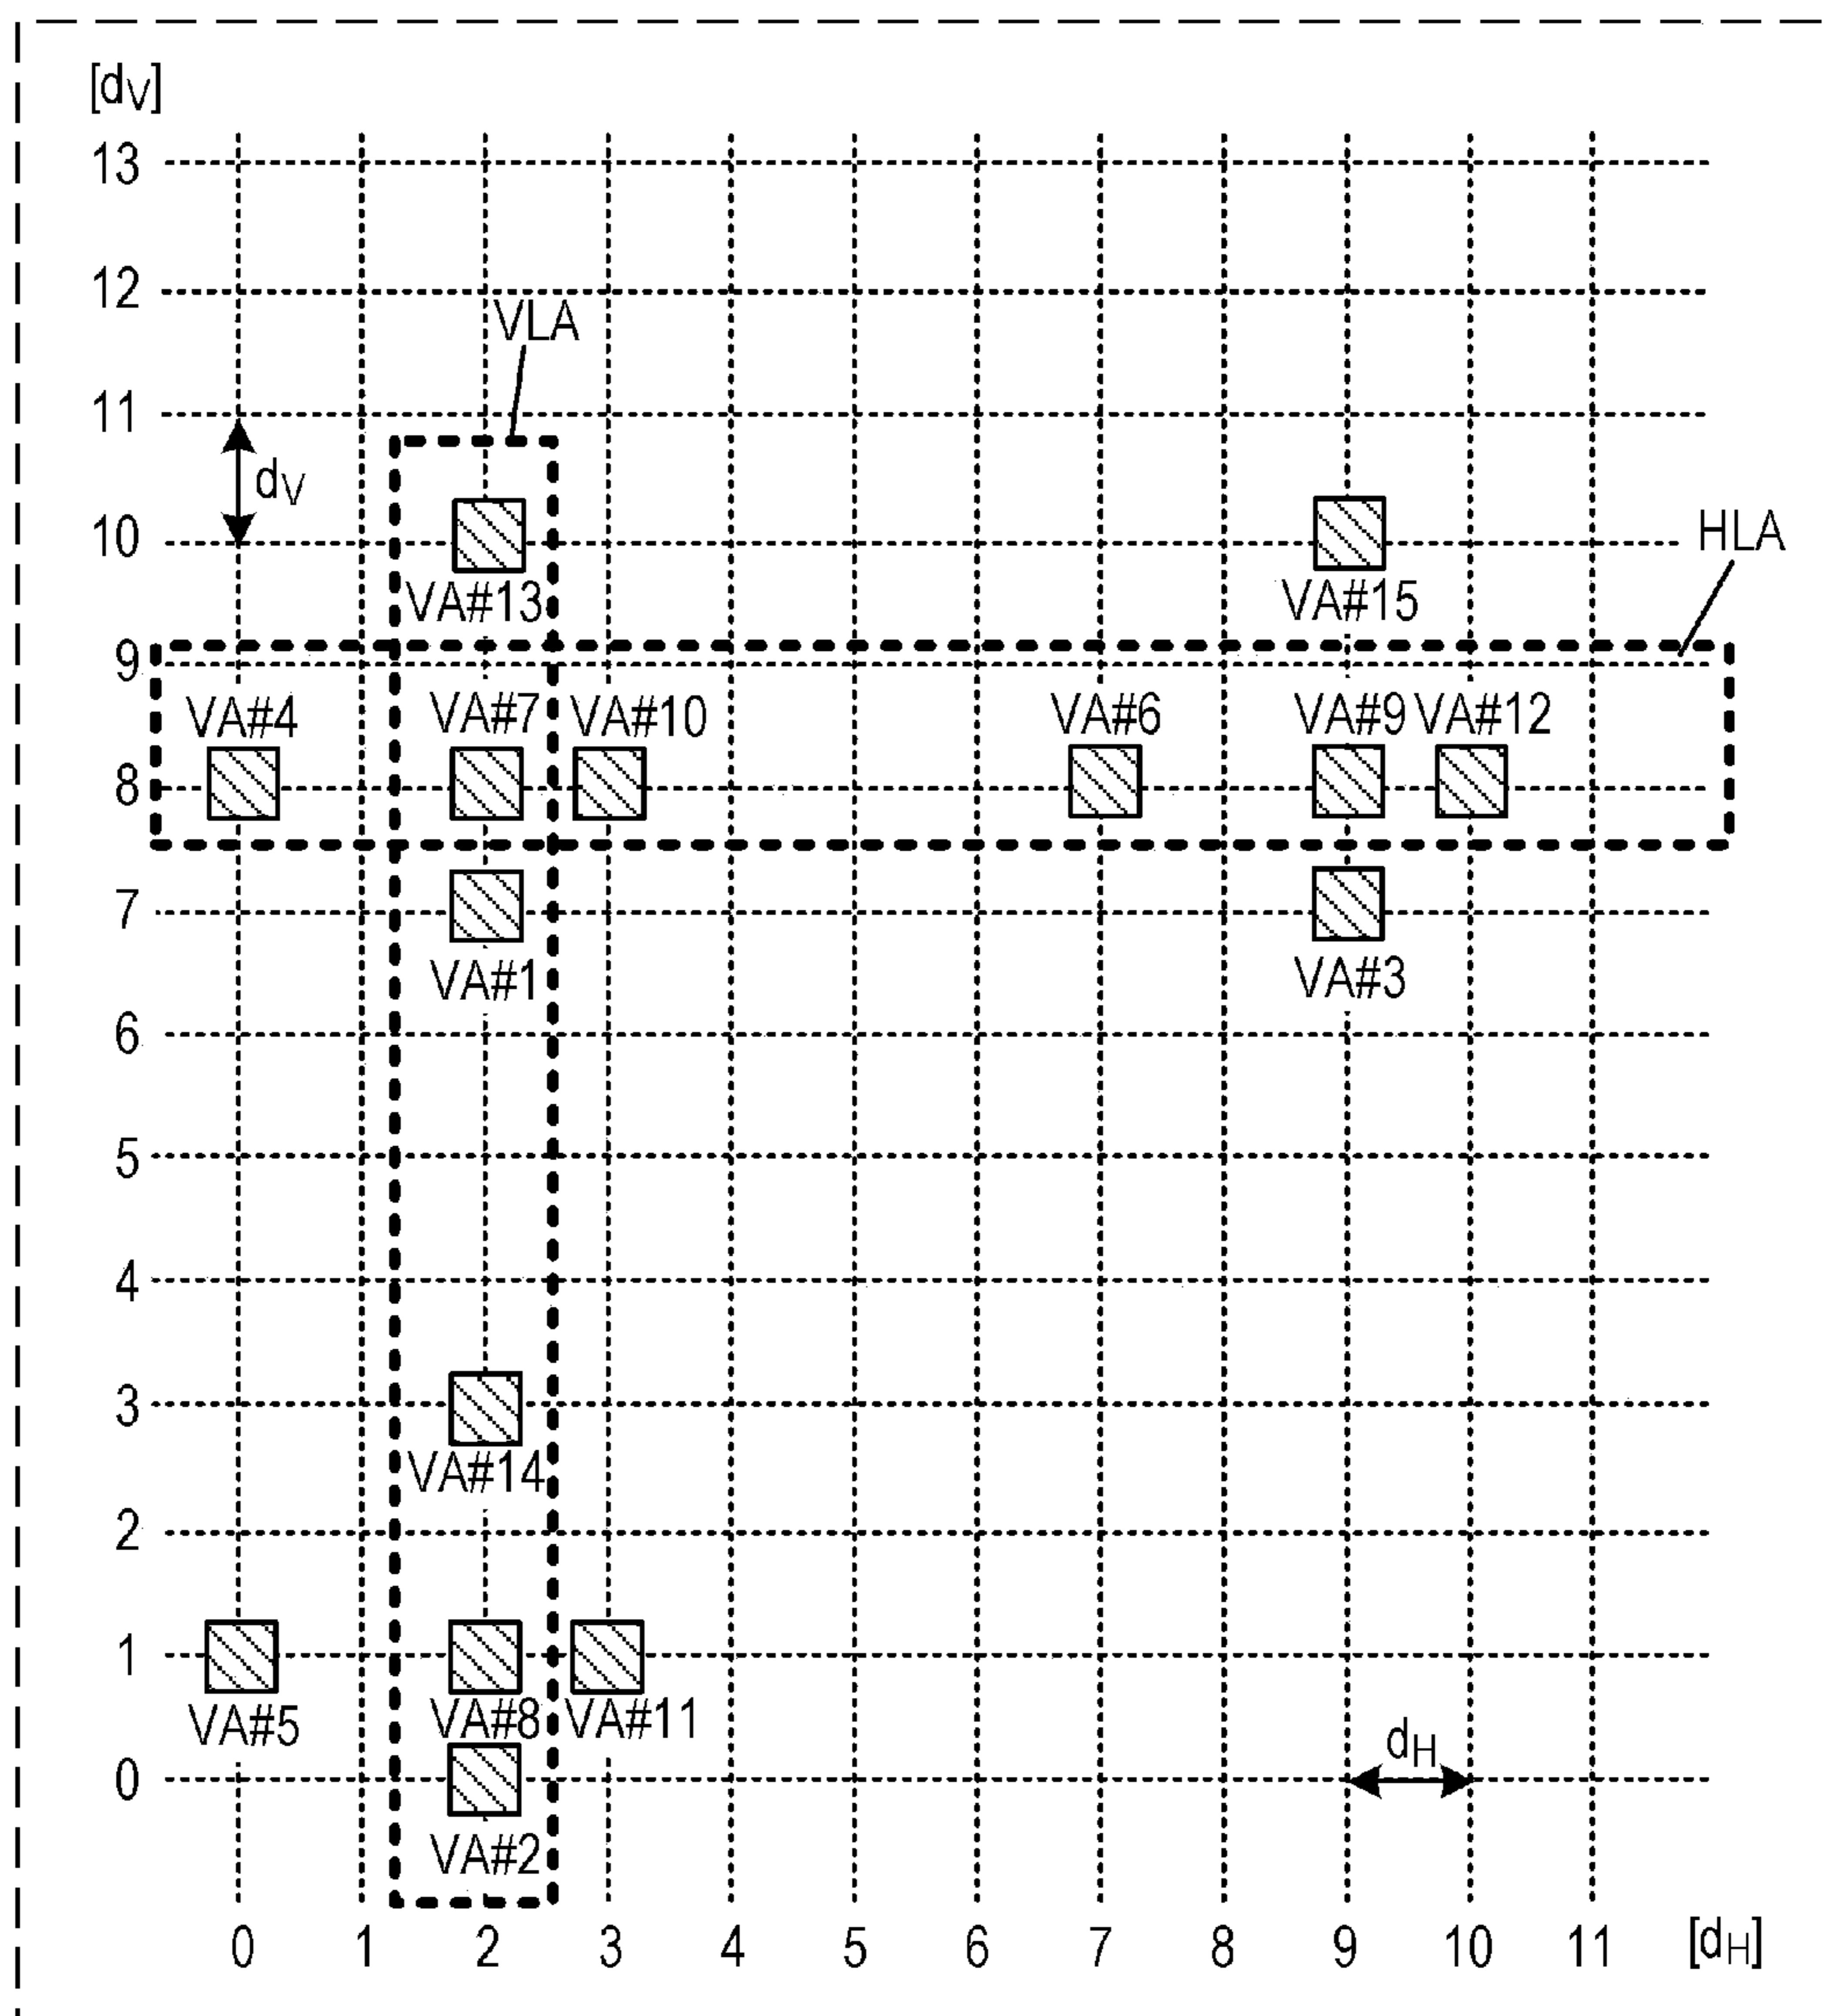 [dV]
13
12
VLA
11
dV
10
HLA
VA#13
VA#15
9
VA#4
VA#7
VA#10
VA#6
VA#9
VA#12
8
7
VA#1
VA#3
6
5
4
3
VA#14
2
1
VA#5
VA#8
VA#11
dH
0
VA#2
0 1 2 3 4 5 6 7 8 9 10 11 [dH]